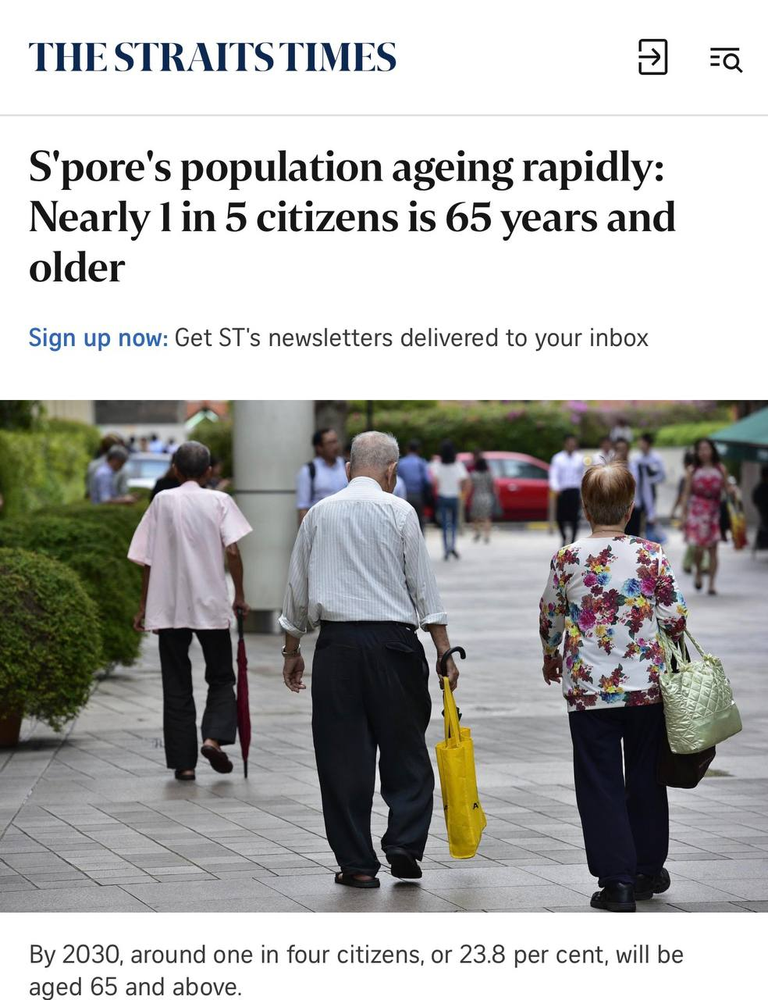 THE STRAITS TIMES
S'pore's population ageing rapidly:
Nearly 1 in 5 citizens is 65 years and
older
Sign up now: Get ST's newsletters delivered to your inbox
By 2030, around one in four citizens, or 23.8 per cent, will be
aged 65 and above.